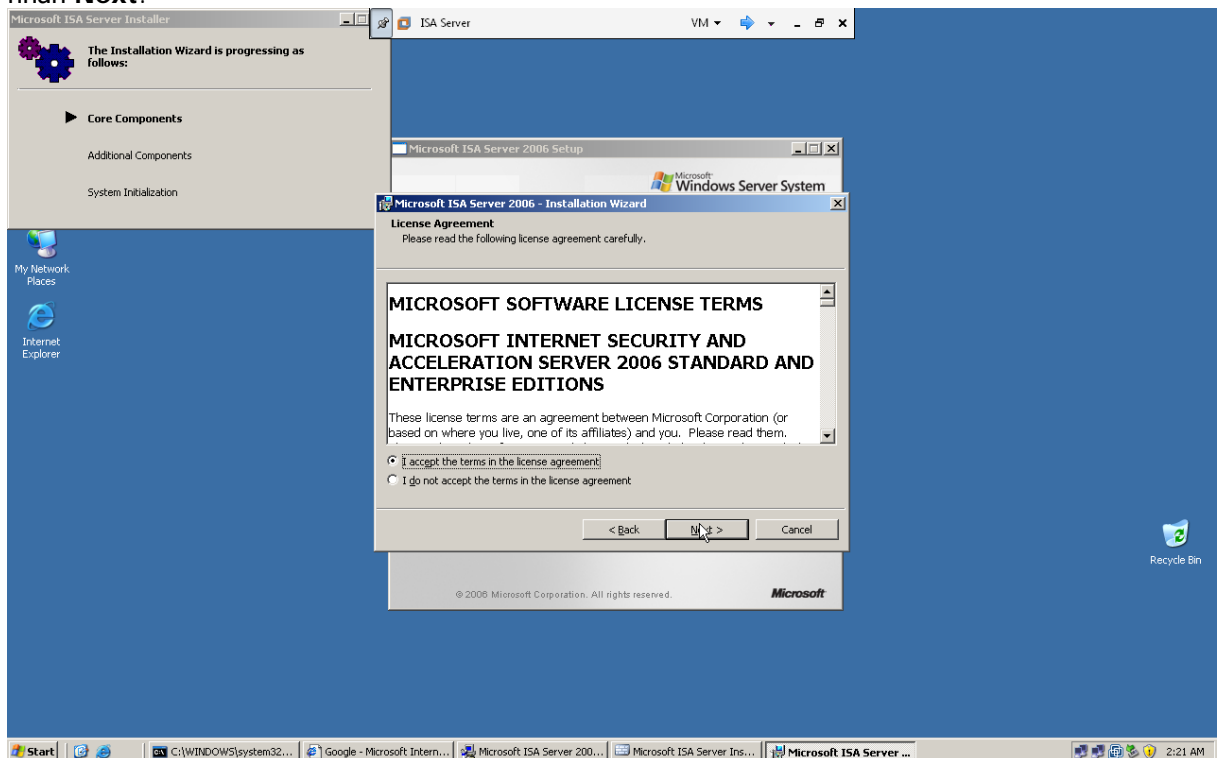 Next
Microsoft ISA Server Installer
The Installation Wizard is progressing as
follows:
Core Components
Additional Components
System Initialization
ISA Server
VM
My Network
Places
Internet
Explorer
Microsoft ISA Server 2006 Setup
Microsoft
Windows Server System
Microsoft ISA Server 2006 - Installation Wizard
License Agreement
Please read the following license agreement carefully.
MICROSOFT SOFTWARE LICENSE TERMS
MICROSOFT INTERNET SECURITY AND
ACCELERATION SERVER 2006 STANDARD AND
ENTERPRISE EDITIONS
These license terms are an agreement between Microsoft Corporation (or
based on where you live, one of its affiliates) and you. Please read them.
I accept the terms in the license agreement
I do not accept the terms in the license agreement
< Back
Next >
Cancel
© 2006 Microsoft Corporation. All rights reserved.
Microsoft
Recycle Bin
Start
C:\WINDOWS\system32...
Google - Microsoft Intern...
Microsoft ISA Server 200...
Microsoft ISA Server Ins...
Microsoft ISA Server ...
2:21 AM